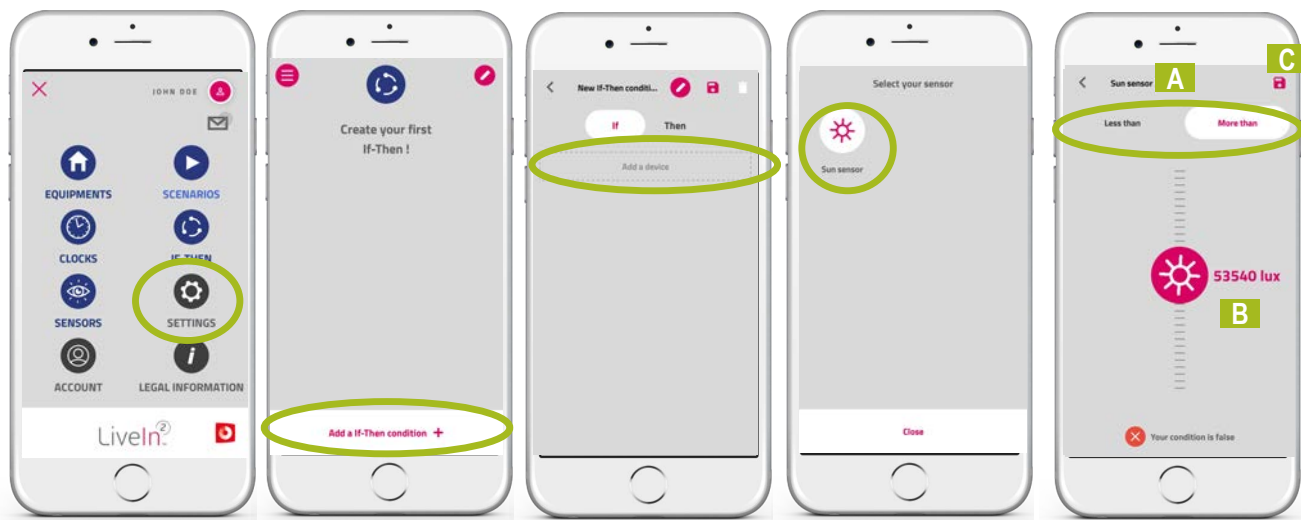 JOHN DOE
EQUIPMENTS
SCENARIOS
CLOCKS
IF-THEN
SENSORS
SETTINGS
ACCOUNT
LEGAL INFORMATION
LiveIn²
Create your first
If-Then !
Add a If-Then condition +
New If-Then conditi...
If
Then
Add a device
Select your sensor
Sun sensor
Close
C
Sun sensor
A
Less than
More than
53540 lux
B
Your condition is false